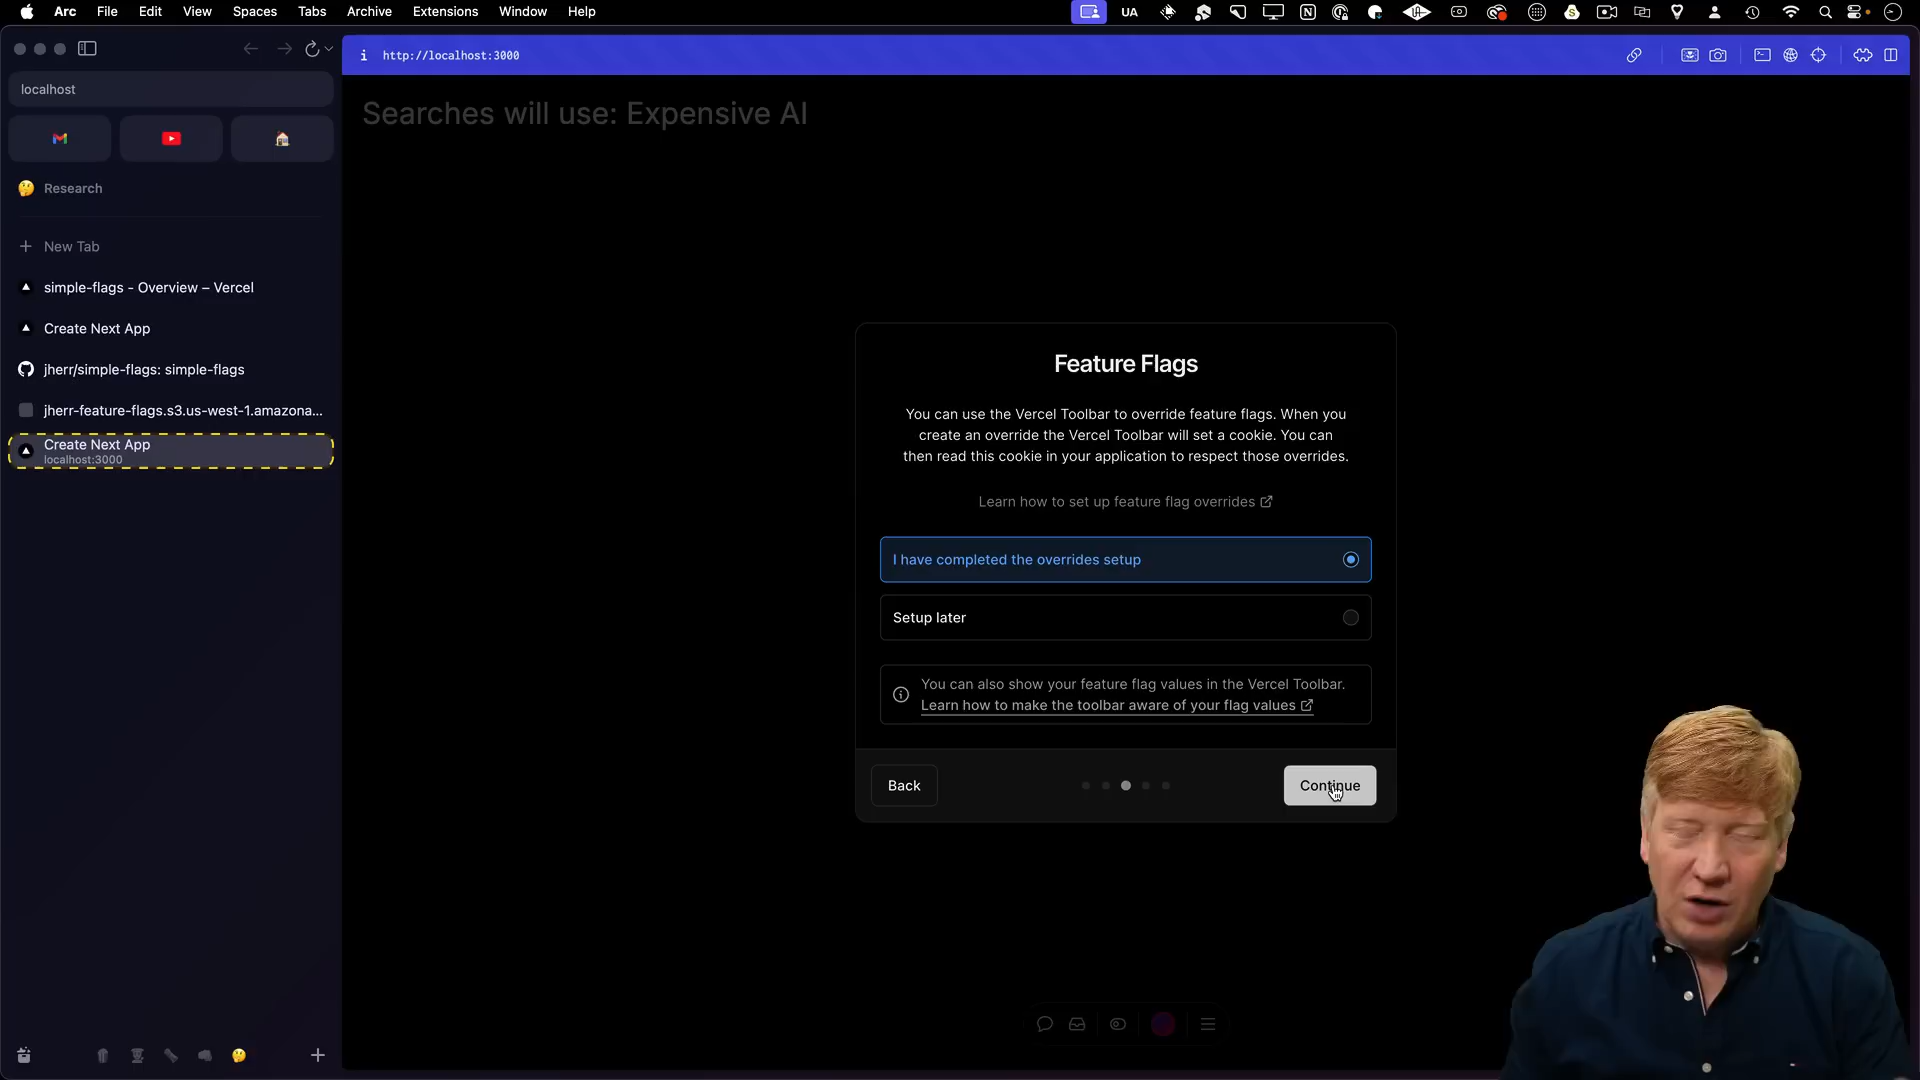 Arc File Edit View Spaces Tabs Archive Extensions Window Help
UA
http://localhost:3000
localhost
Searches will use: Expensive AI
Research
New Tab
simple-flags - Overview – Vercel
Create Next App
jherr/simple-flags: simple-flags
jherr-feature-flags.s3.us-west-1.amazona...
Create Next App
localhost:3000
Feature Flags
You can use the Vercel Toolbar to override feature flags. When you
create an override the Vercel Toolbar will set a cookie. You can
then read this cookie in your application to respect those overrides.
Learn how to set up feature flag overrides
I have completed the overrides setup
Setup later
You can also show your feature flag values in the Vercel Toolbar.
Learn how to make the toolbar aware of your flag values
Back
Continue